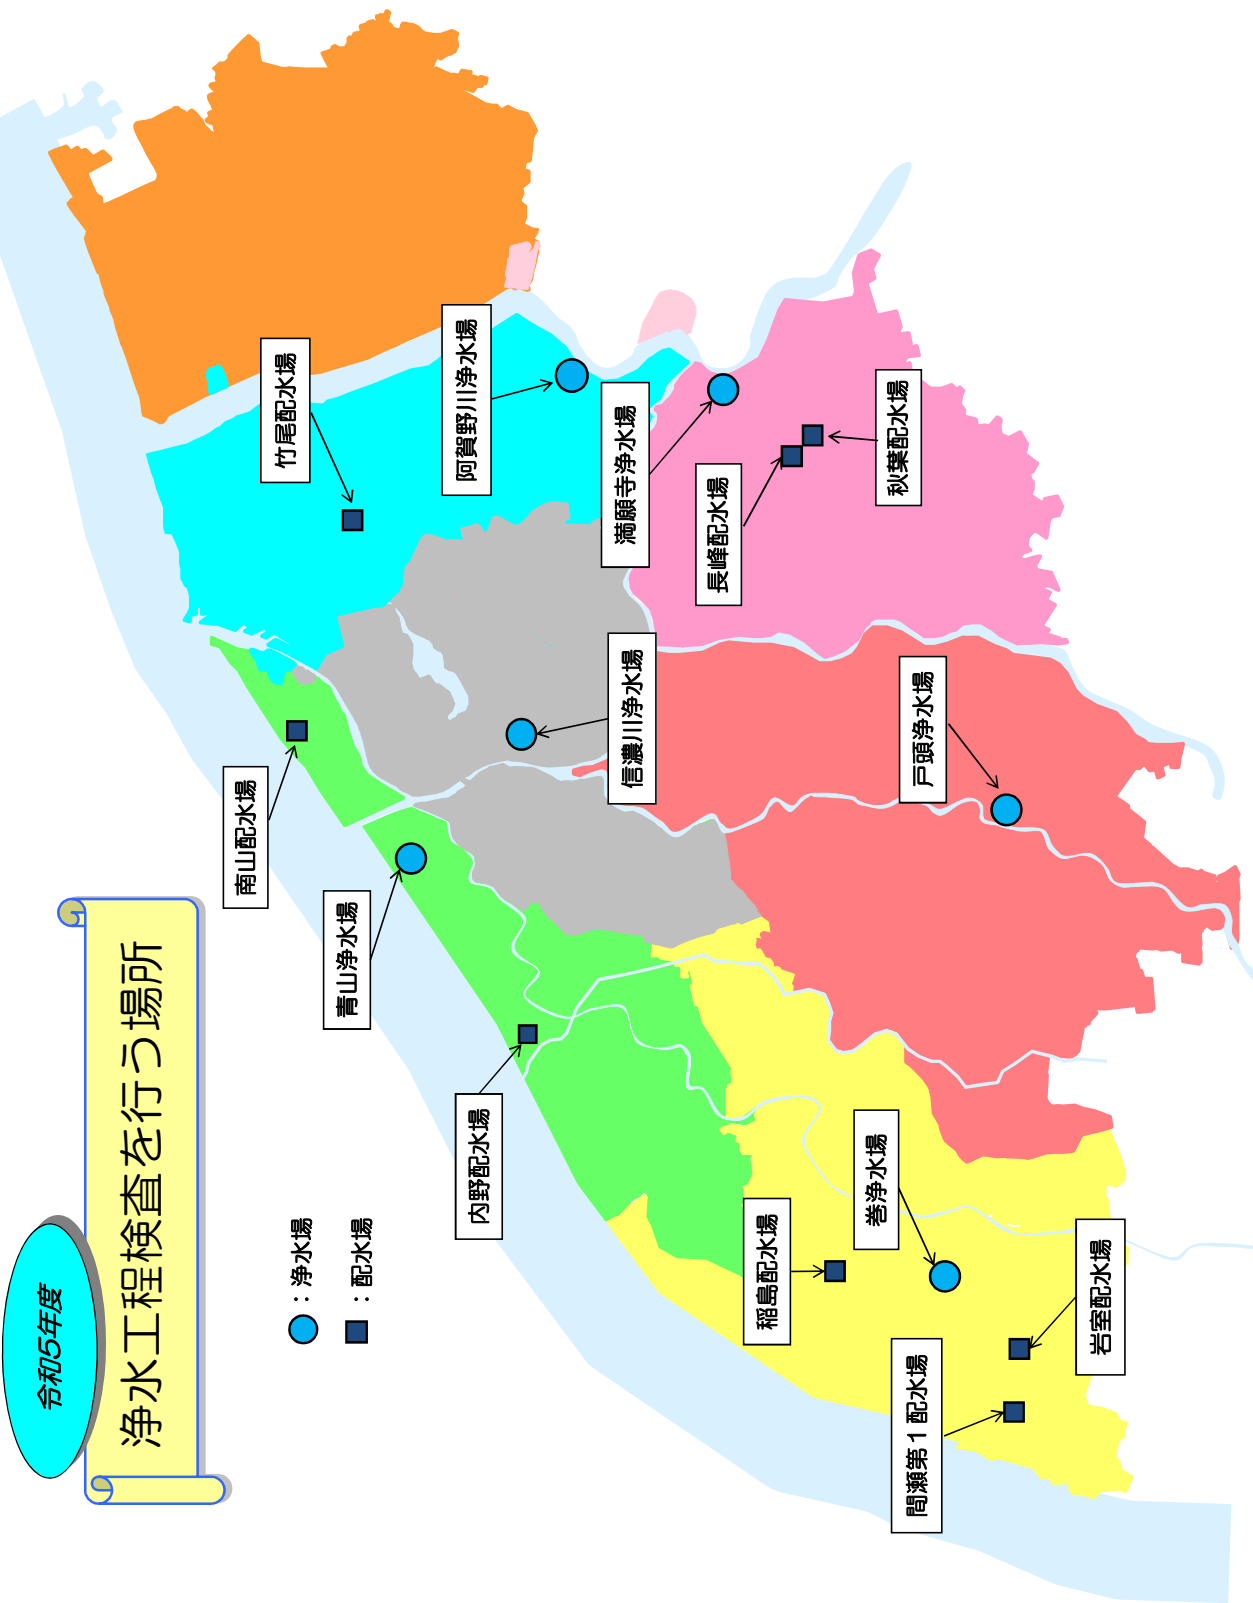 令和5年度
浄水工程検査を行う場所
：浄水場
：配水場
竹尾配水場
阿賀野川浄水場
満願寺浄水場
秋葉配水場
長峰配水場
信濃川浄水場
戸頭浄水場
南山配水場
青山浄水場
内野配水場
巻浄水場
稲島配水場
岩室配水場
間瀬第１配水場